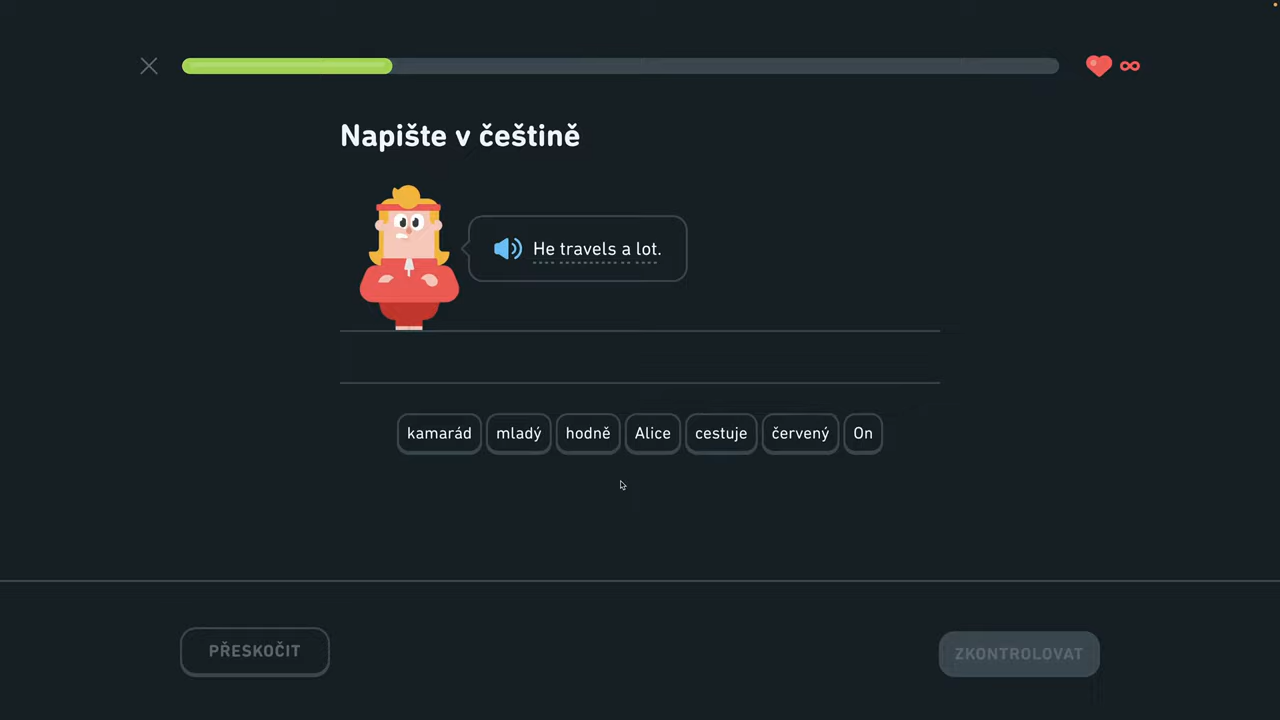 Napište v češtině
He travels a lot.
kamarád mladý hodně Alice cestuje červený On
PŘESKOČIT
ZKONTROLOVAT